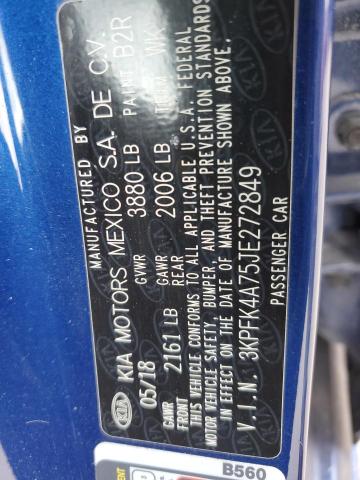 MANUFACTURED BY
KIA KIA MOTORS MEXICO S.A. DE C.V.
05/18 GVWR 3880 LB PAINT B2R
GAWR FRONT 2161 LB GAWR REAR 2006 LB TRIM WK
THIS VEHICLE CONFORMS TO ALL APPLICABLE U.S.A. FEDERAL
MOTOR VEHICLE SAFETY, BUMPER AND THEFT PREVENTION STANDARDS
IN EFFECT ON THE DATE OF MANUFACTURE SHOWN ABOVE.
V.I.N. 3KPFK4A75JE272849
PASSENGER CAR
B560